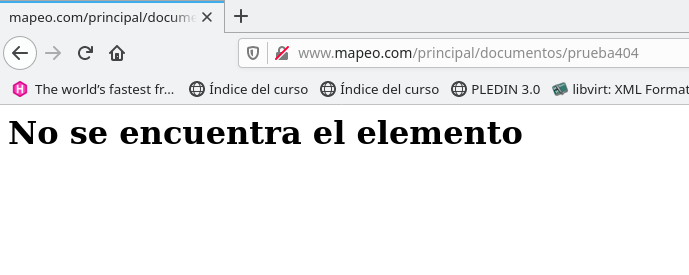 mapeo.com/principal/docume
www.mapeo.com/principal/documentos/prueba404
The world's fastest fr... Índice del curso Índice del curso PLEDIN 3.0 libvirt: XML Format
No se encuentra el elemento